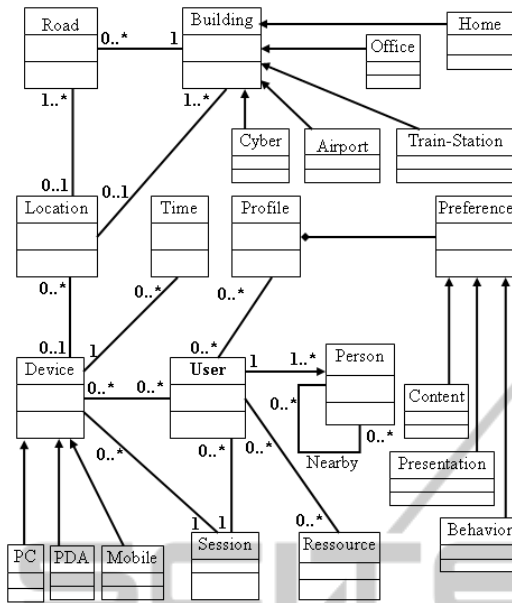 Road
Building
Home
Office
0..*
1
1..*
1..*
Cyber
Airport
Train-Station
0..1
0..1
Location
Time
Profile
Preference
0..*
0..*
0..*
0..1
1
0..*
Device
User
Person
1
1..*
0..*
0..*
0..*
0..*
Nearby
Content
0..*
0..*
0..*
Presentation
1
1
0..*
PC
PDA
Mobile
Session
Ressource
Behavior
SCITE